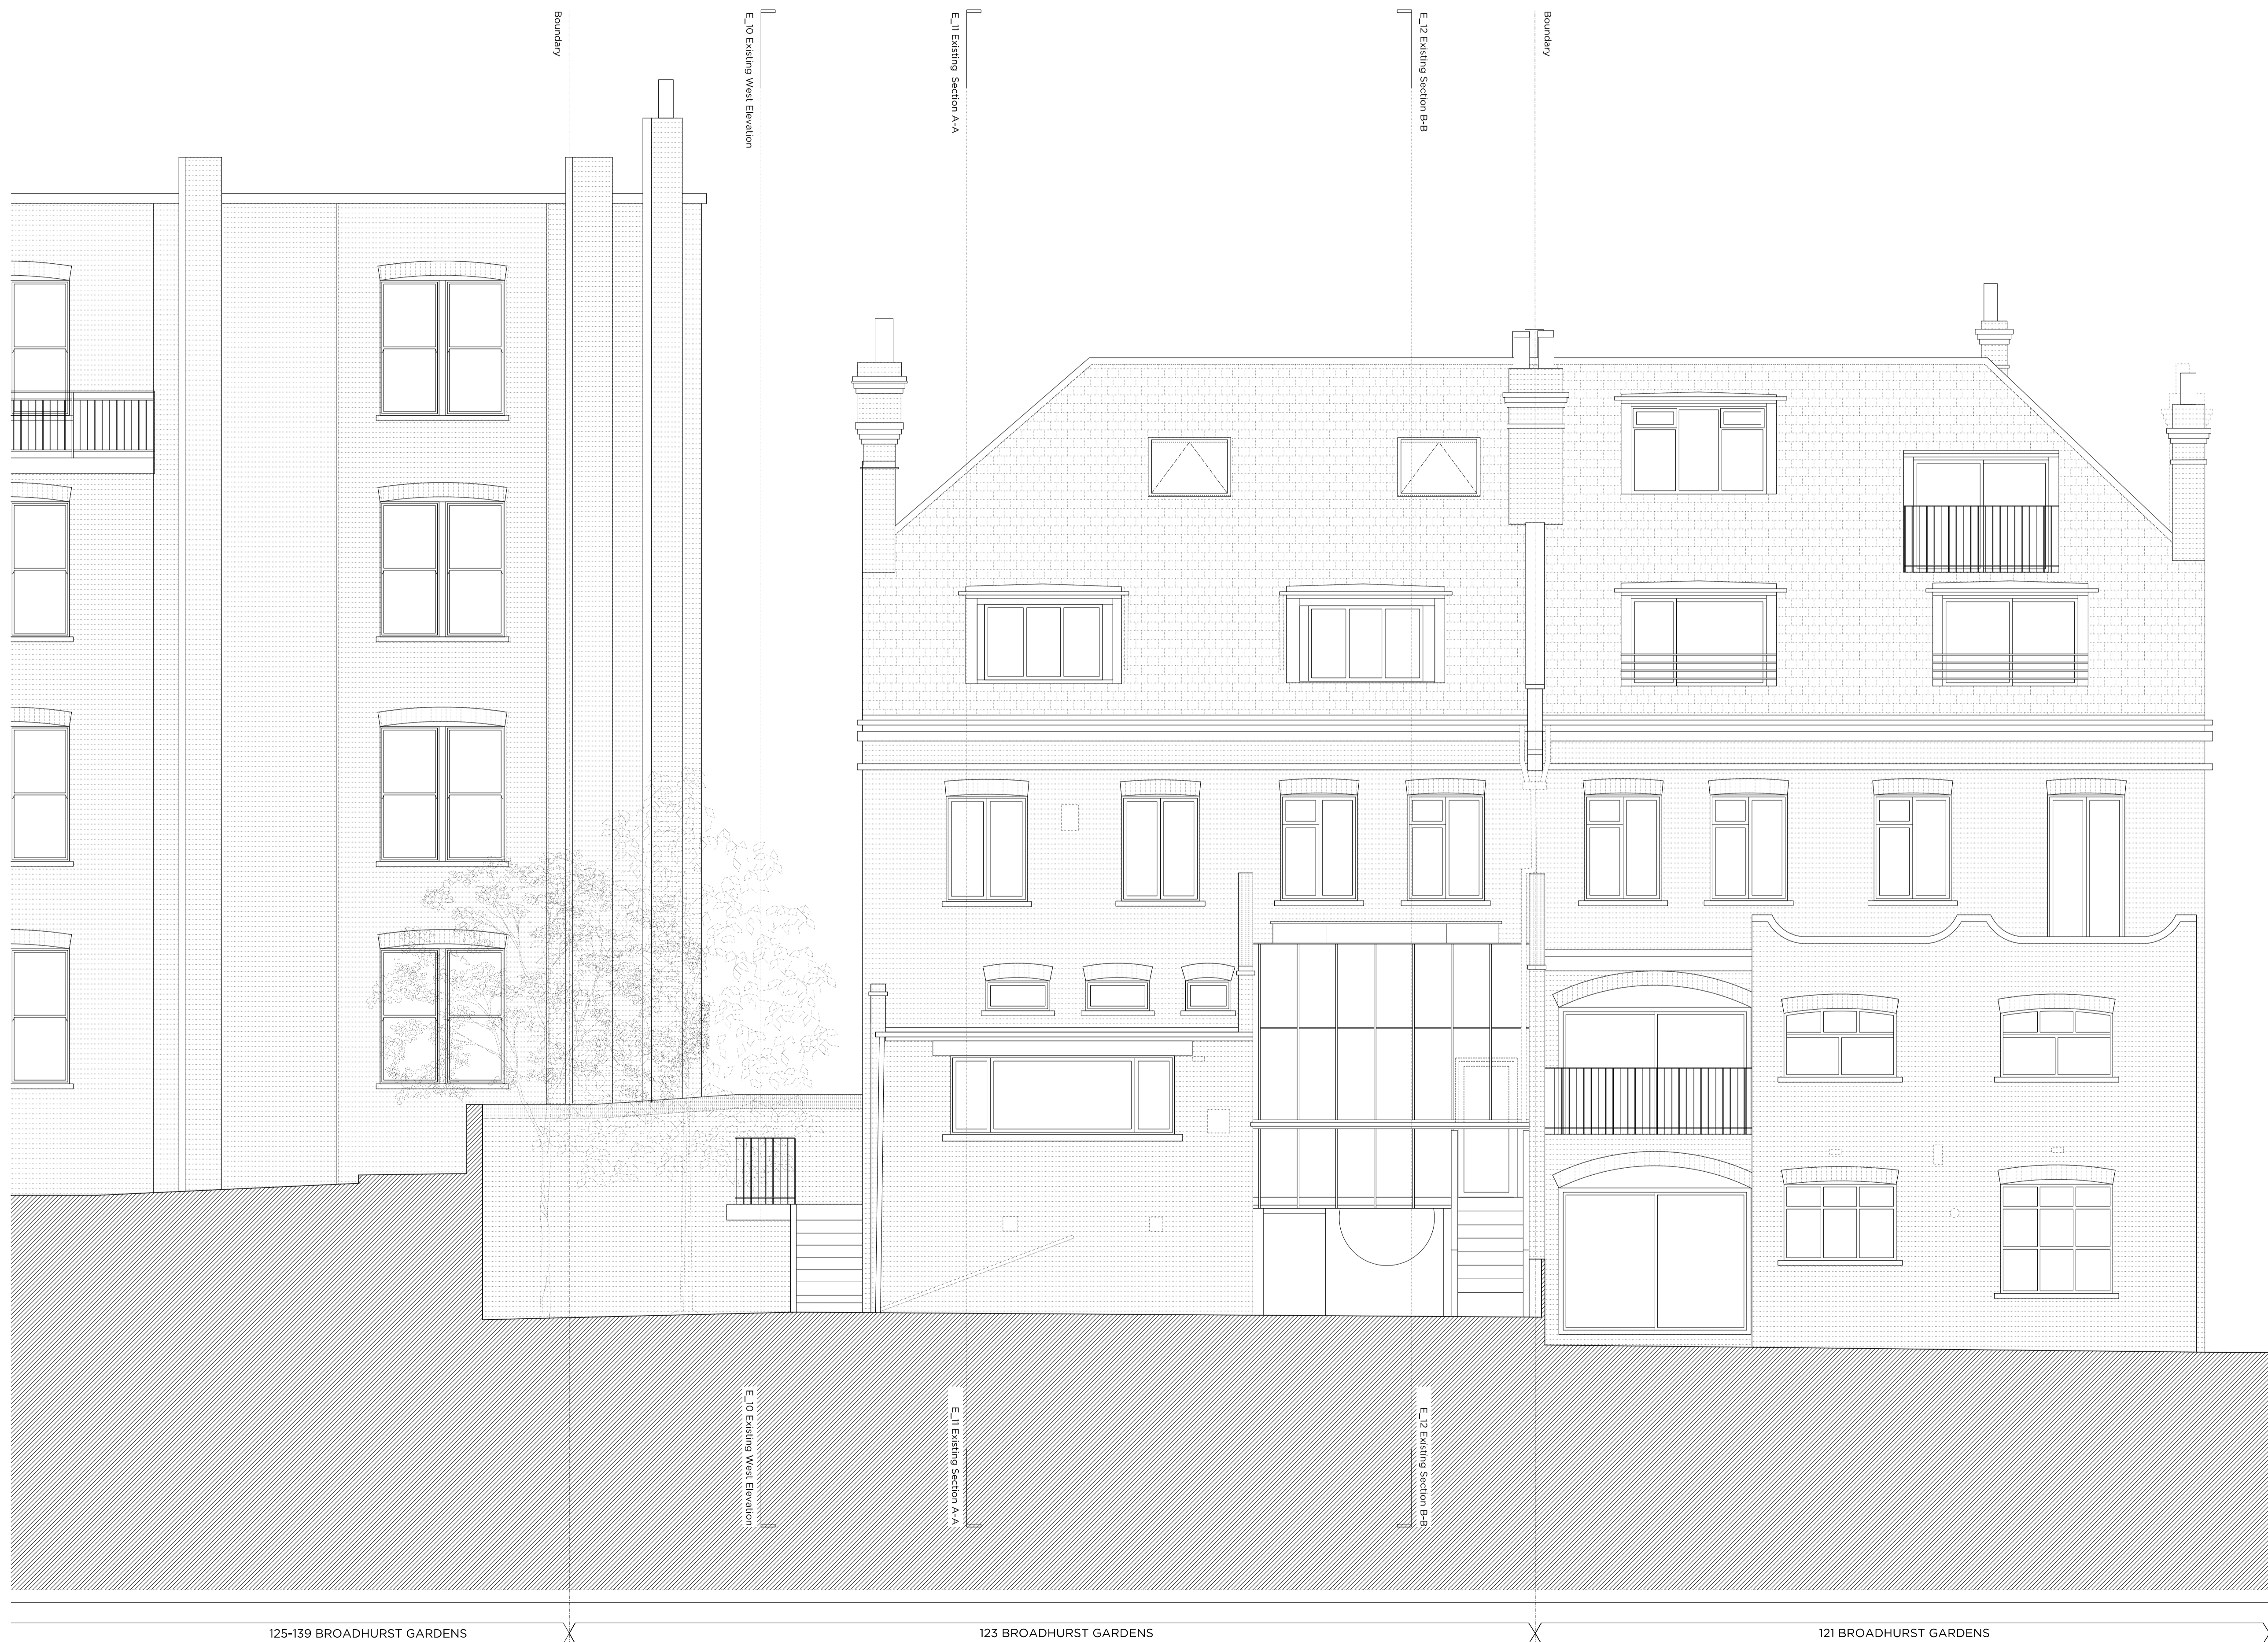 Boundary
E_10 Existing West Elevation
E_11 Existing Section A-A
E_12 Existing Section B-B
Boundary
E_10 Existing West Elevation
E_11 Existing Section A-A
E_12 Existing Section B-B
125-139 BROADHURST GARDENS
123 BROADHURST GARDENS
121 BROADHURST GARDENS